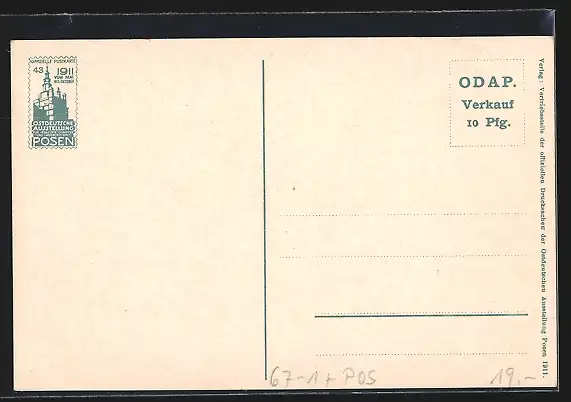 OFFIZIELLE POSTKARTE
43 1911
VOM MAI
BIS OKTOBER
OSTDEUTSCHE
AUSSTELLUNG
POSEN
ODAP.
Verkauf
10 Pfg.
Verlag: Vertriebsstelle der offiziellen Drucksachen der Ostdeutschen Ausstellung Posen 1911.
67-1+ POS
19.-